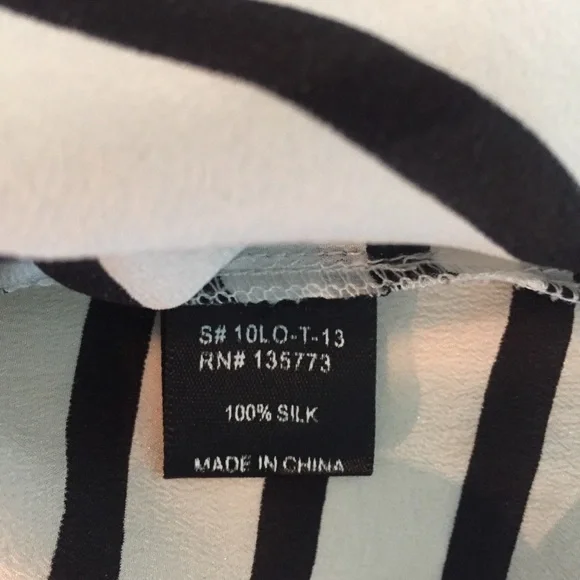 S# 10LO-T-13
RN# 135773
100% SILK
MADE IN CHINA